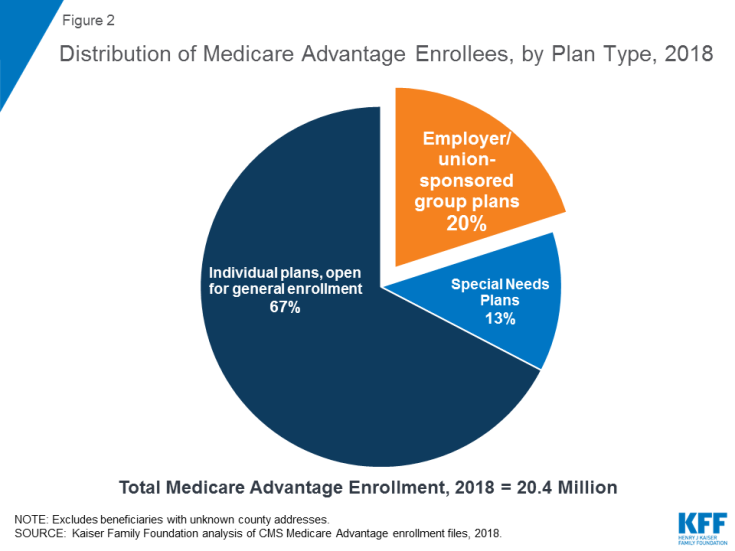 Figure 2
Distribution of Medicare Advantage Enrollees, by Plan Type, 2018
Employer/
union-
sponsored
group plans
20%
Individual plans, open
for general enrollment
67%
Special Needs
Plans
13%
Total Medicare Advantage Enrollment, 2018 = 20.4 Million
NOTE: Excludes beneficiaries with unknown county addresses.
SOURCE: Kaiser Family Foundation analysis of CMS Medicare Advantage enrollment files, 2018.
KFF
HENRY J KAISER
FAMILY FOUNDATION